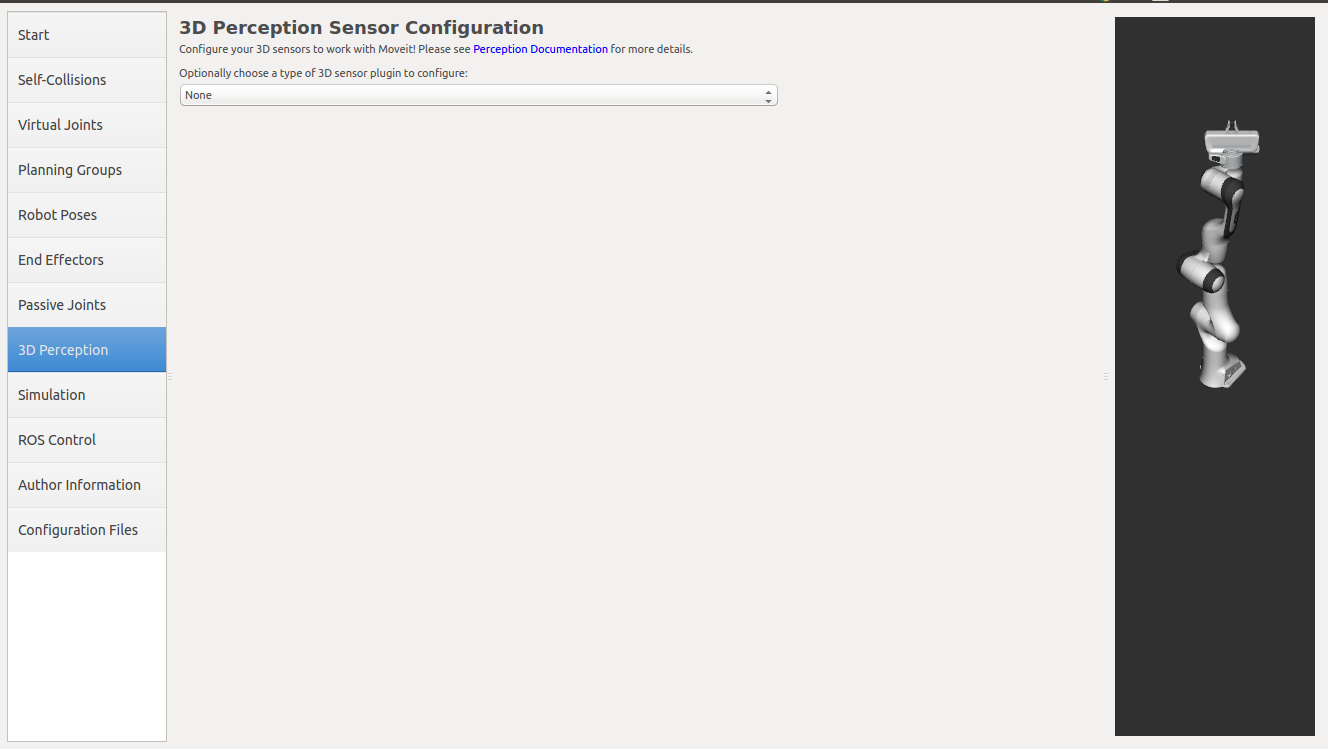 Start
Self-Collisions
Virtual Joints
Planning Groups
Robot Poses
End Effectors
Passive Joints
3D Perception
Simulation
ROS Control
Author Information
Configuration Files
3D Perception Sensor Configuration
Configure your 3D sensors to work with Moveit! Please see Perception Documentation for more details.
Optionally choose a type of 3D sensor plugin to configure:
None